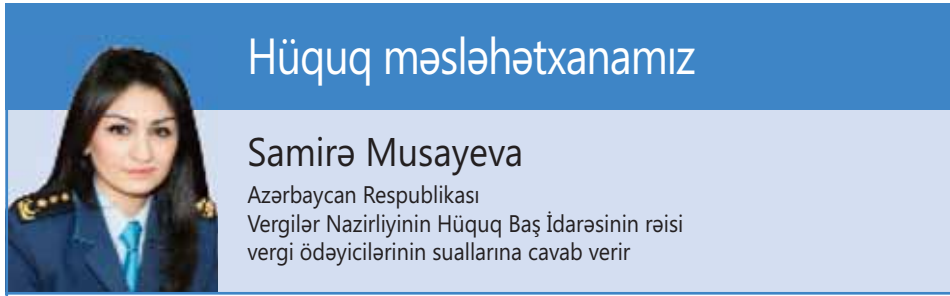 Hüquq məsləhətxanamız
Samirə Musayeva
Azərbaycan Respublikası
Vergilər Nazirliyinin Hüquq Baş İdarəsinin rəisi
vergi ödəyicilərinin suallarına cavab verir